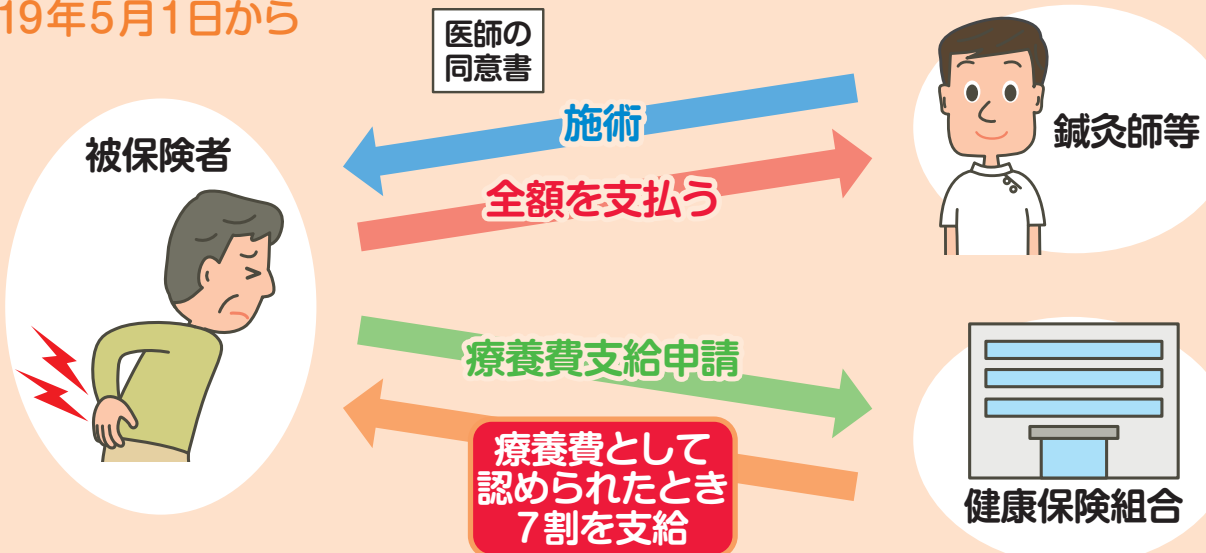 19年5月1日から
医師の
同意書
施術
被保険者
鍼灸師等
全額を支払う
療養費支給申請
療養費として
認められたとき
7割を支給
健康保険組合